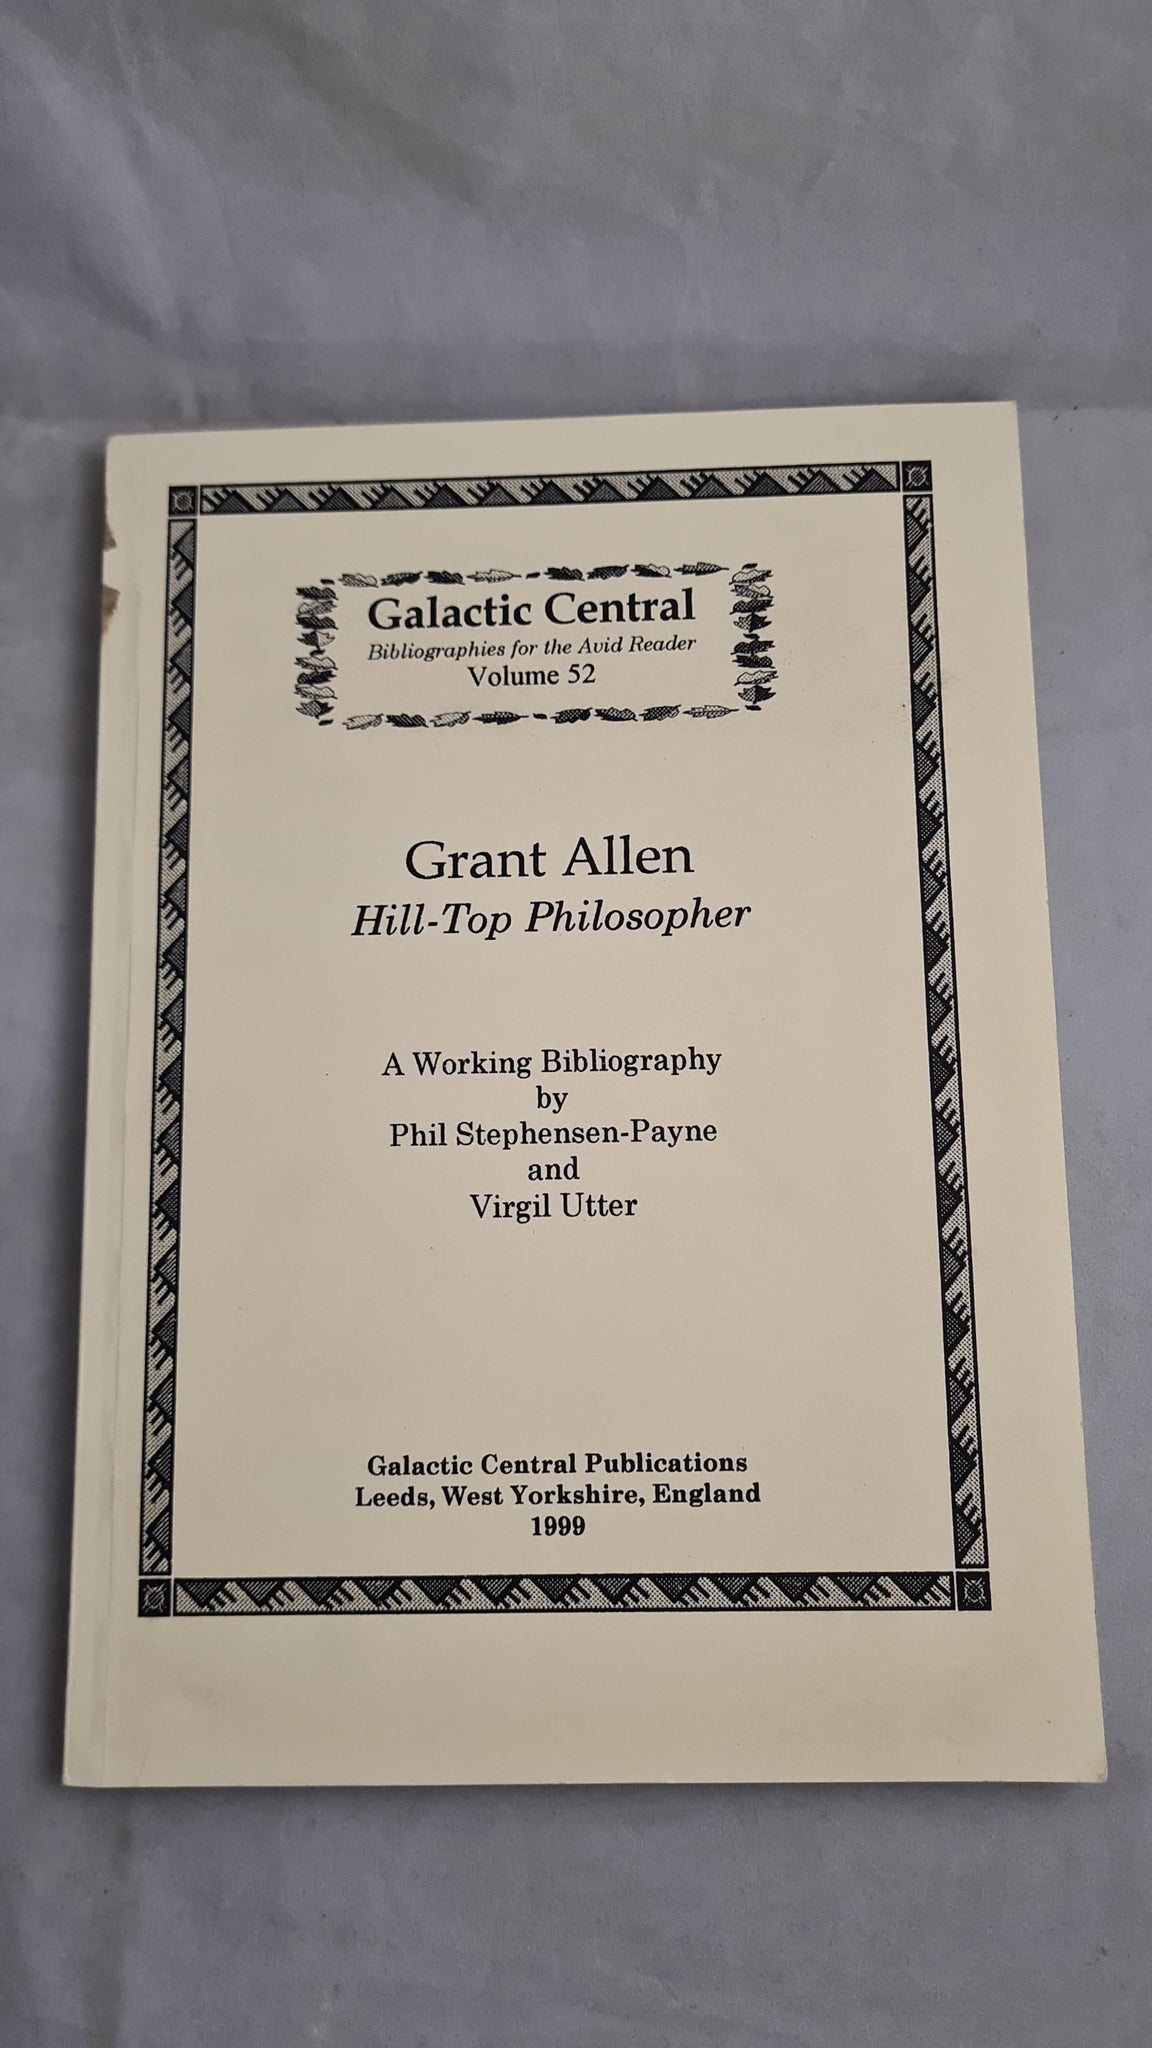 Galactic Central
Bibliographies for the Avid Reader
Volume 52
Grant Allen
Hill-Top Philosopher
A Working Bibliography
by
Phil Stephensen-Payne
and
Virgil Utter
Galactic Central Publications
Leeds, West Yorkshire, England
1999